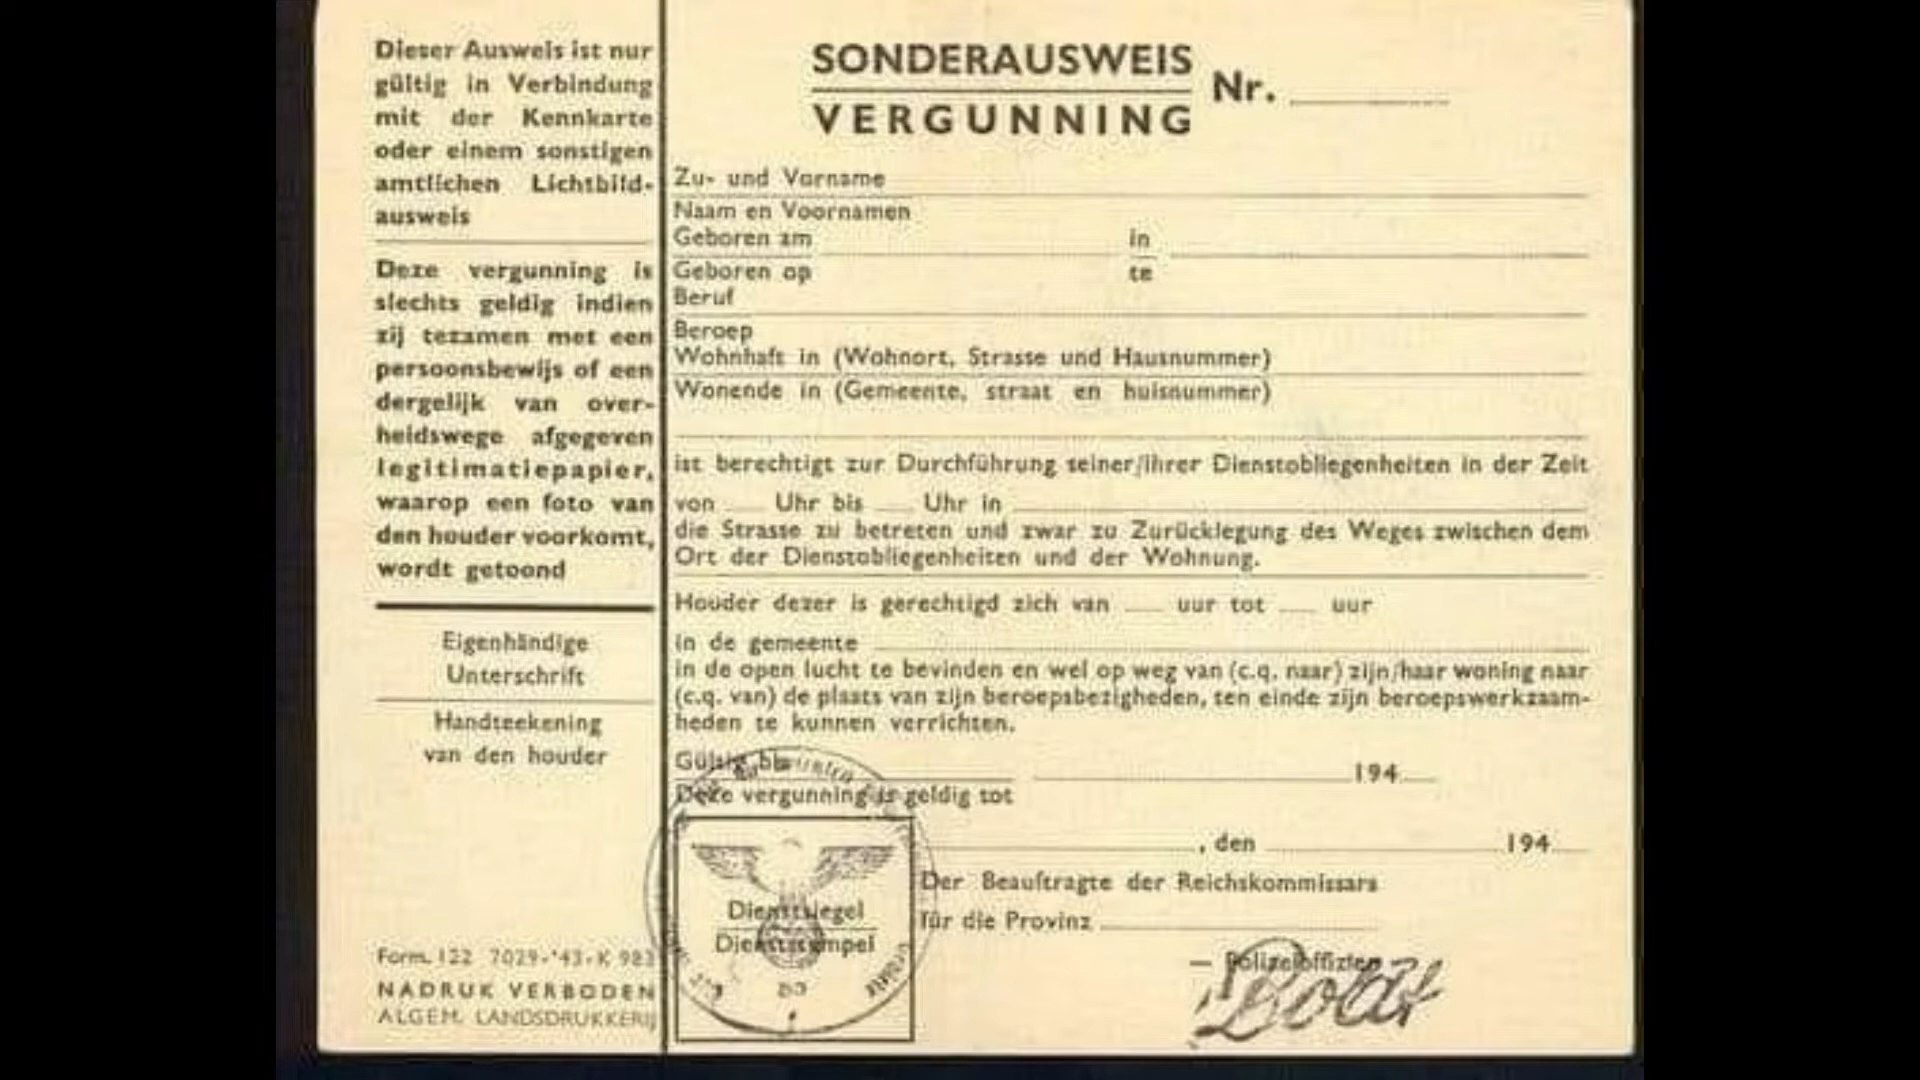 Dieser Ausweis ist nur
gültig in Verbindung
mit der Kennkarte
oder einem sonstigen
amtlichen Lichtbild-
ausweis
Deze vergunning is
slechts geldig indien
zij tezamen met een
persoonsbewijs of een
dergelijk van over-
heidswege afgegeven
legitimatiepapier,
waarop een foto van
den houder voorkomt,
wordt getoond
Eigenhändige
Unterschrift
Handteekening
van den houder
Form. 122 7029-'43-K 983
NADRUK VERBODEN
ALGEM. LANDSDRUKKERIJ
SONDERAUSWEIS
VERGUNNING
Nr.
Zu- und Vorname
Naam en Voornamen
Geboren am in
Geboren op te
Beruf
Beroep
Wohnhaft in (Wohnort, Strasse und Hausnummer)
Wonende in (Gemeente, straat en huisnummer)
ist berechtigt zur Durchführung seiner/ihrer Dienstobliegenheiten in der Zeit
von Uhr bis Uhr in
die Strasse zu betreten und zwar zu Zurücklegung des Weges zwischen dem
Ort der Dienstobliegenheiten und der Wohnung.
Houder dezer is gerechtigd zich van uur tot uur
in de gemeente
in de open lucht te bevinden en wel op weg van (c.q. naar) zijn/haar woning naar
(c.q. van) de plaats van zijn beroepsbezigheden, ten einde zijn beroepswerkzaam-
heden te kunnen verrichten.
Gültig bis 194
Deze vergunning is geldig tot
, den 194
Der Beauftragte der Reichskommissars
für die Provinz
Dienstsiegel
Dienststempel
— Polizeioffizier